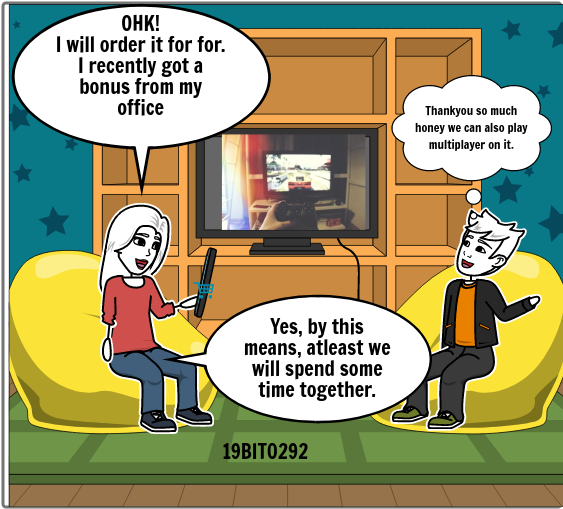 OHK!
I will order it for for.
I recently got a
bonus from my
office
Thankyou so much
honey we can also play
multiplayer on it.
Yes, by this
means, atleast we
will spend some
time together.
19BIT0292